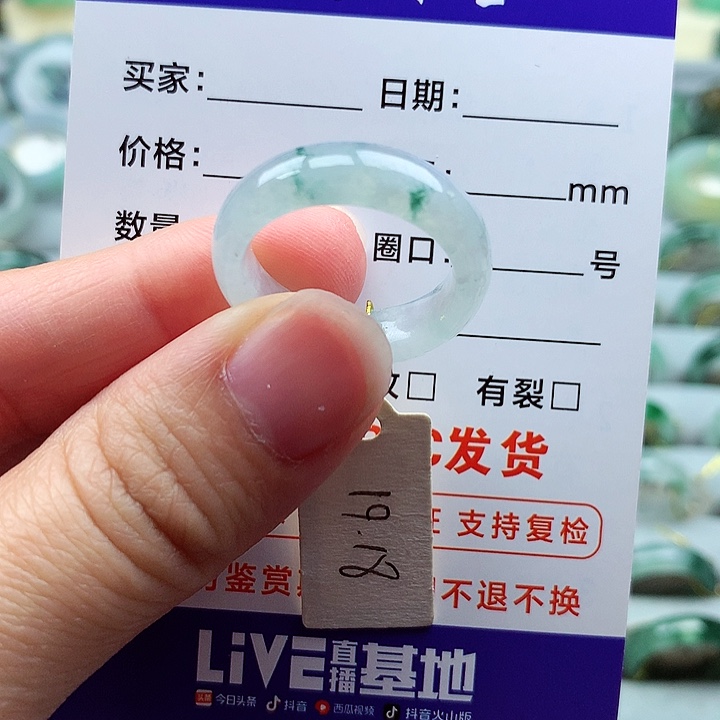 买家： 日期：
价格： mm
数量 圈口： 号
有裂
发货
支持复检
鉴赏 不退不换
19.17
LiVE直播基地
今日头条 抖音 西瓜视频 抖音火山版